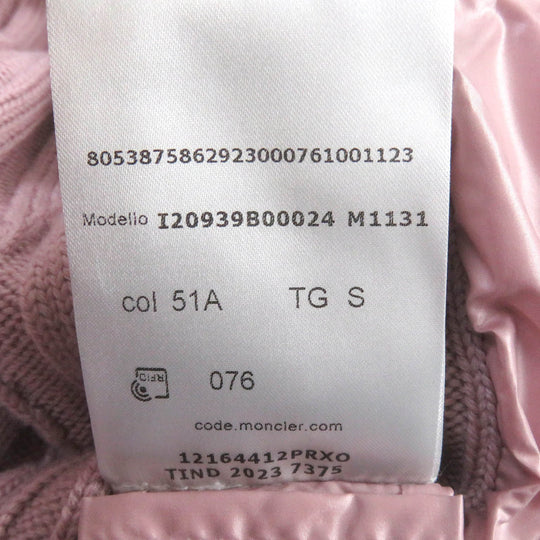 8053875862923000761001123
Modello I20939B00024 M1131
col 51A TG S
RFID 076
code.moncler.com
12164412PRXO
TIND 2023 7375